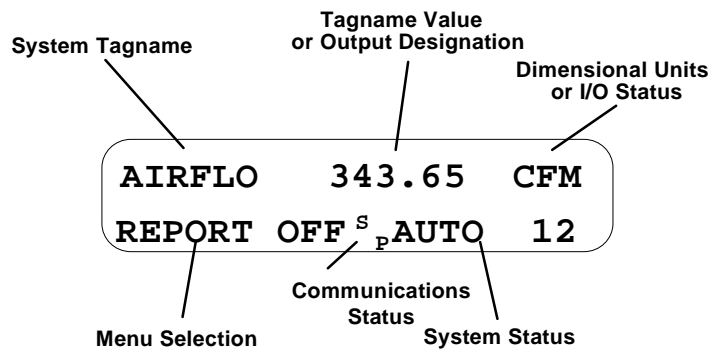 Tagname Value
or Output Designation
System Tagname
Dimensional Units
or I/O Status
AIRFLO 343.65 CFM
REPORT OFF S P AUTO 12
Communications
Status
Menu Selection
System Status